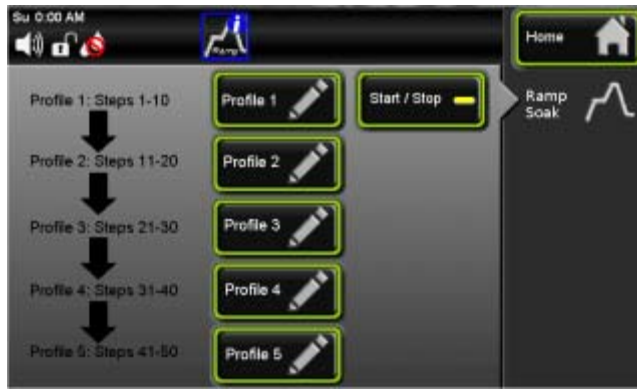 Su 0:00 AM
Ramp
Home
Profile 1: Steps 1-10
Profile 1
Start / Stop
Ramp
Soak
Profile 2: Steps 11-20
Profile 2
Profile 3: Steps 21-30
Profile 3
Profile 4: Steps 31-40
Profile 4
Profile 5: Steps 41-50
Profile 5